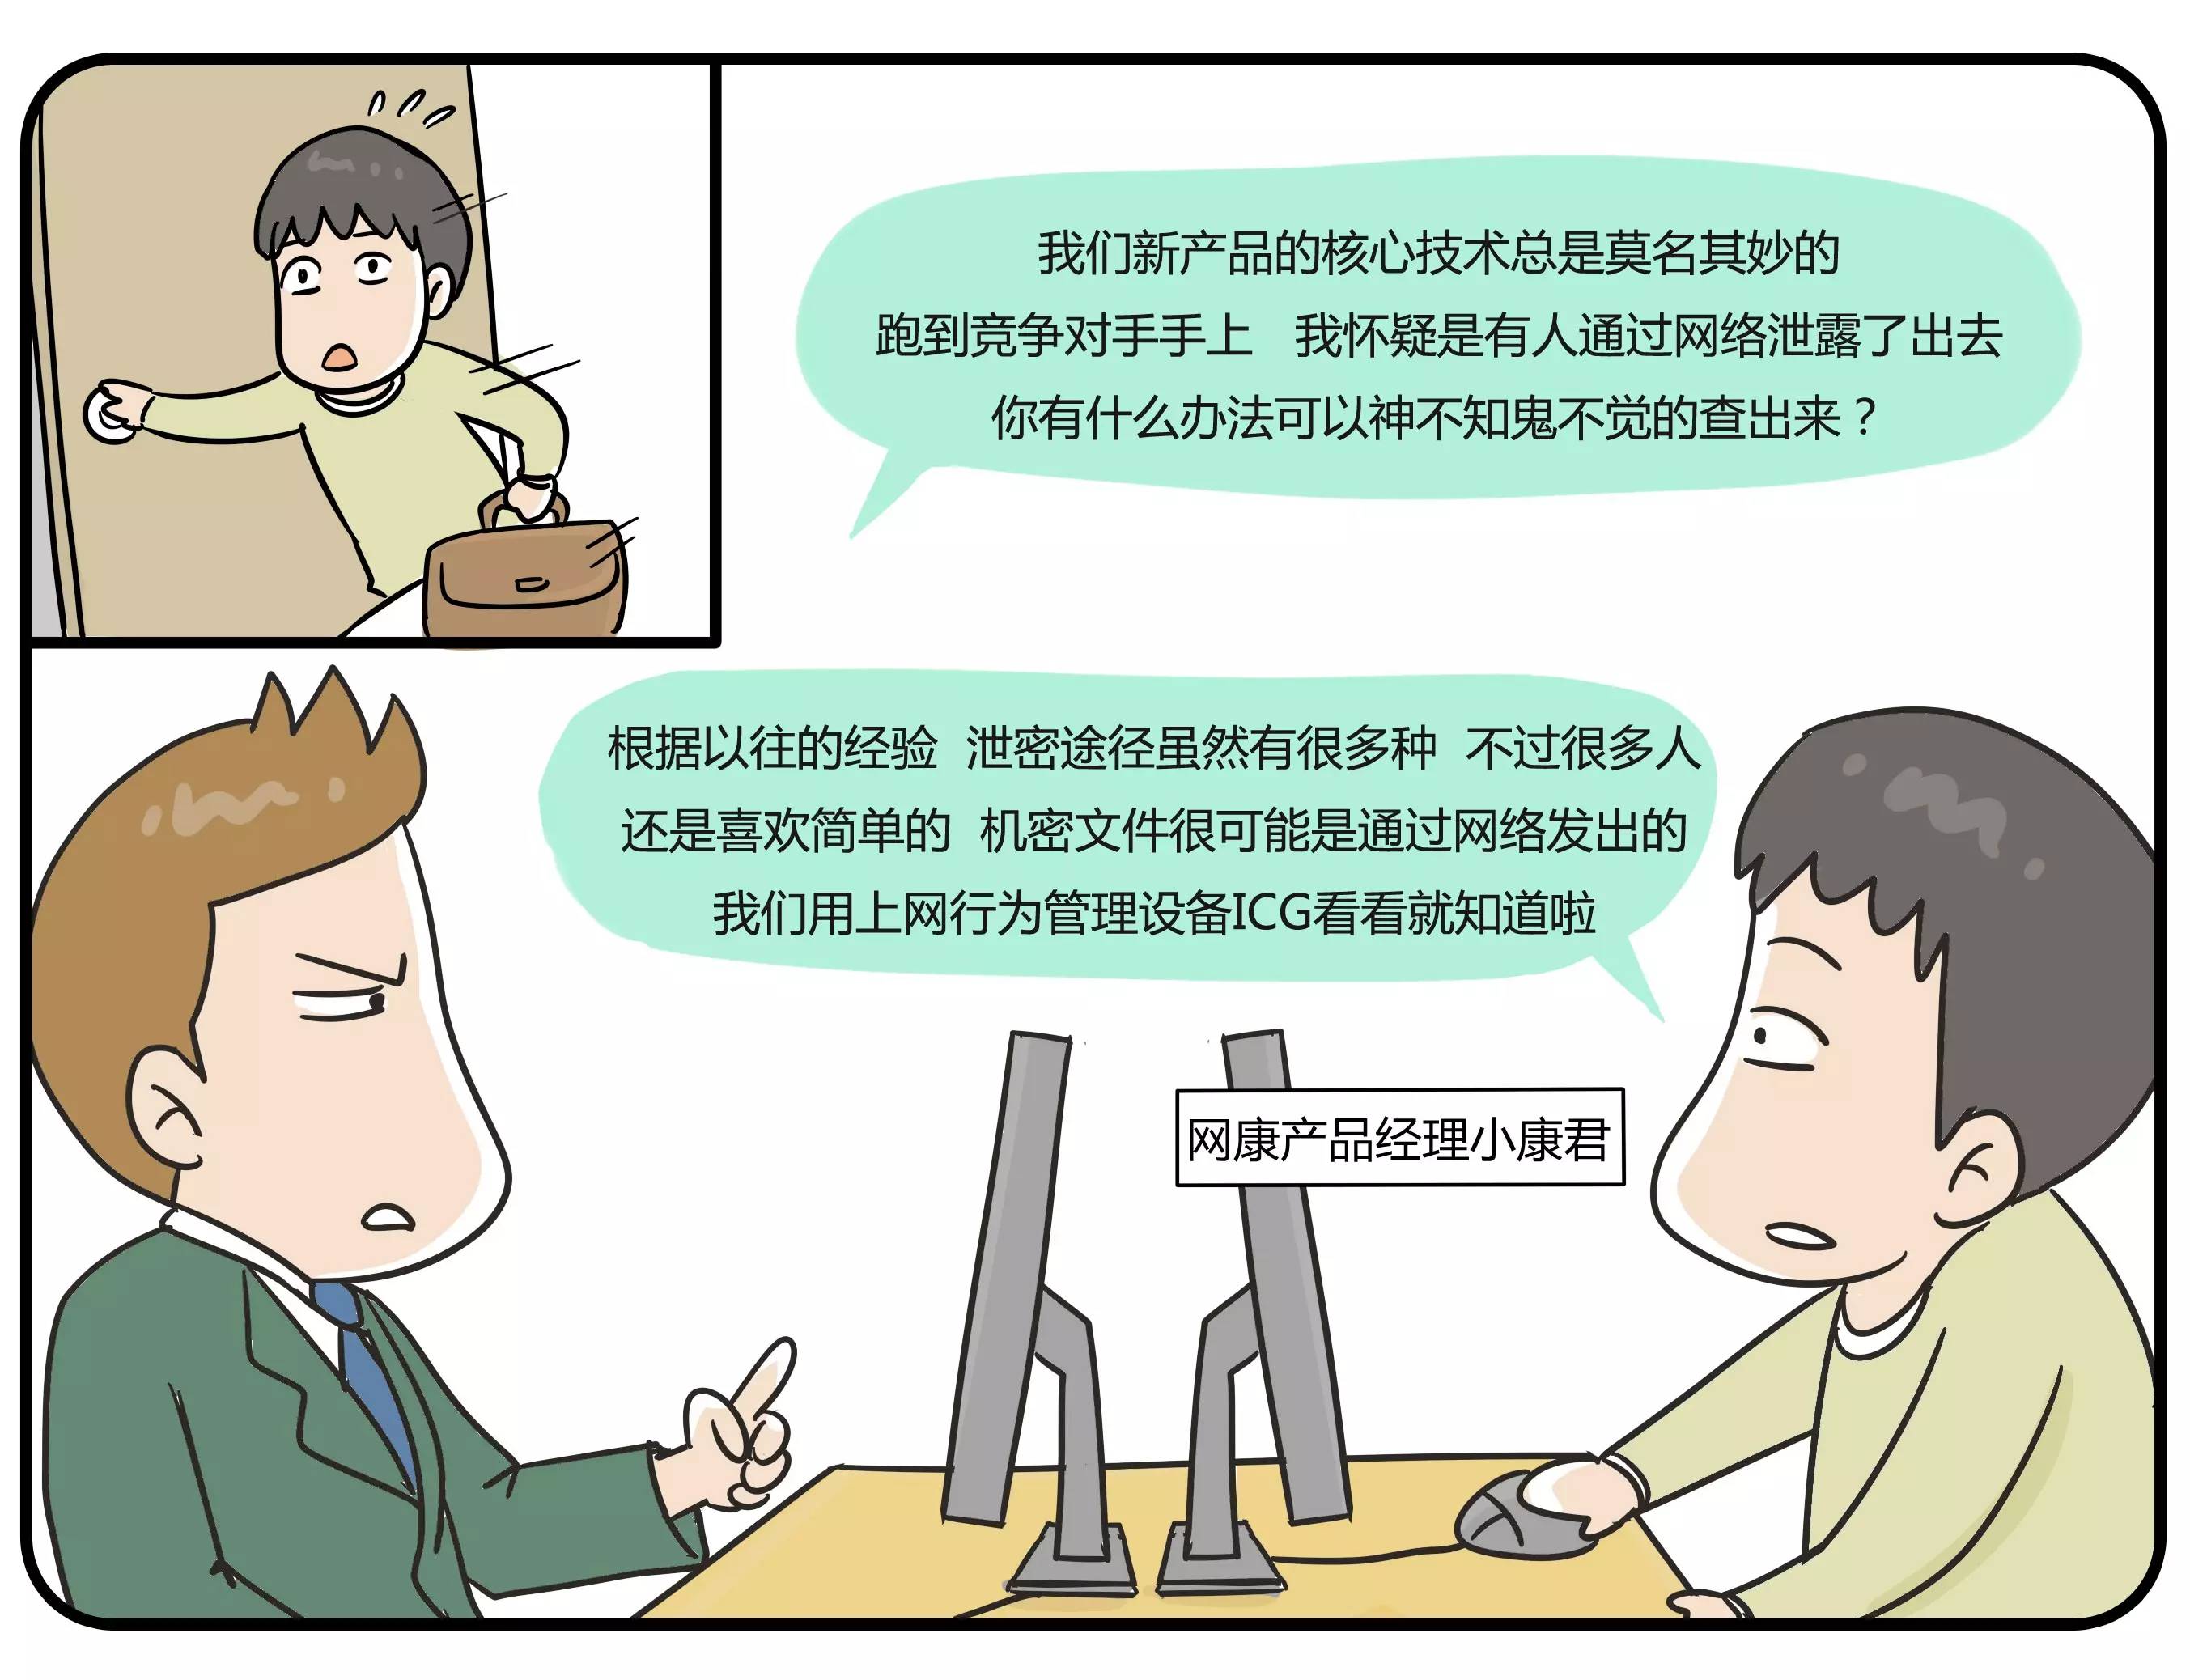 我们新产品的核心技术总是莫名其妙的
跑到竞争对手手上 我怀疑是有人通过网络泄露了出去
你有什么办法可以神不知鬼不觉的查出来？
根据以往的经验 泄密途径虽然有很多种 不过很多人
还是喜欢简单的 机密文件很可能是通过网络发出的
我们用上网行为管理设备ICG看看就知道啦
网康产品经理小康君